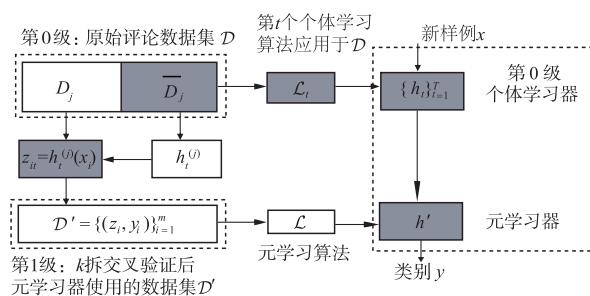 第0级：原始评论数据集 𝒟
第t个个体学习
算法应用于𝒟
新样例x
D_j
\overline{D}_j
ℒ_t
{h_t}_{t=1}^T
第0级
个体学习器
z_{it}=h_t^{(j)}(x_i)
h_t^{(j)}
𝒟′={(z_i, y_i)}_{i=1}^m
ℒ
h′
元学习器
元学习算法
第1级：k拆交叉验证后
元学习器使用的数据集𝒟′
类别 y